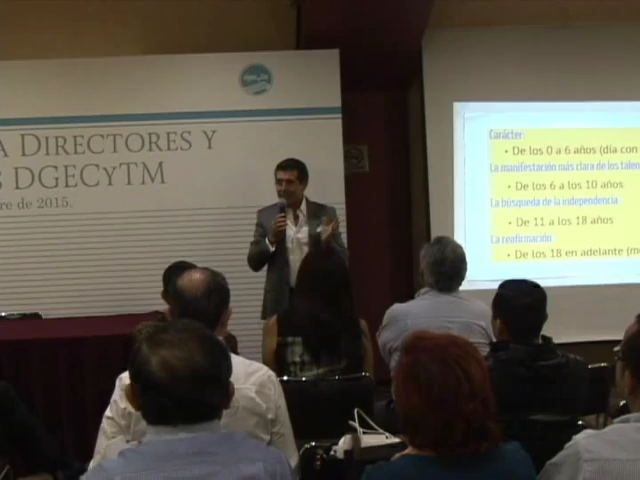 A DIRECTORES Y
DGECYTM
re de 2015.
Carácter:
• De los 0 a 6 años (día con
La manifestación más clara de los talen
• De los 6 a los 10 años
La búsqueda de la independencia
• De 11 a los 18 años
La reafirmación
• De los 18 en adelante (m